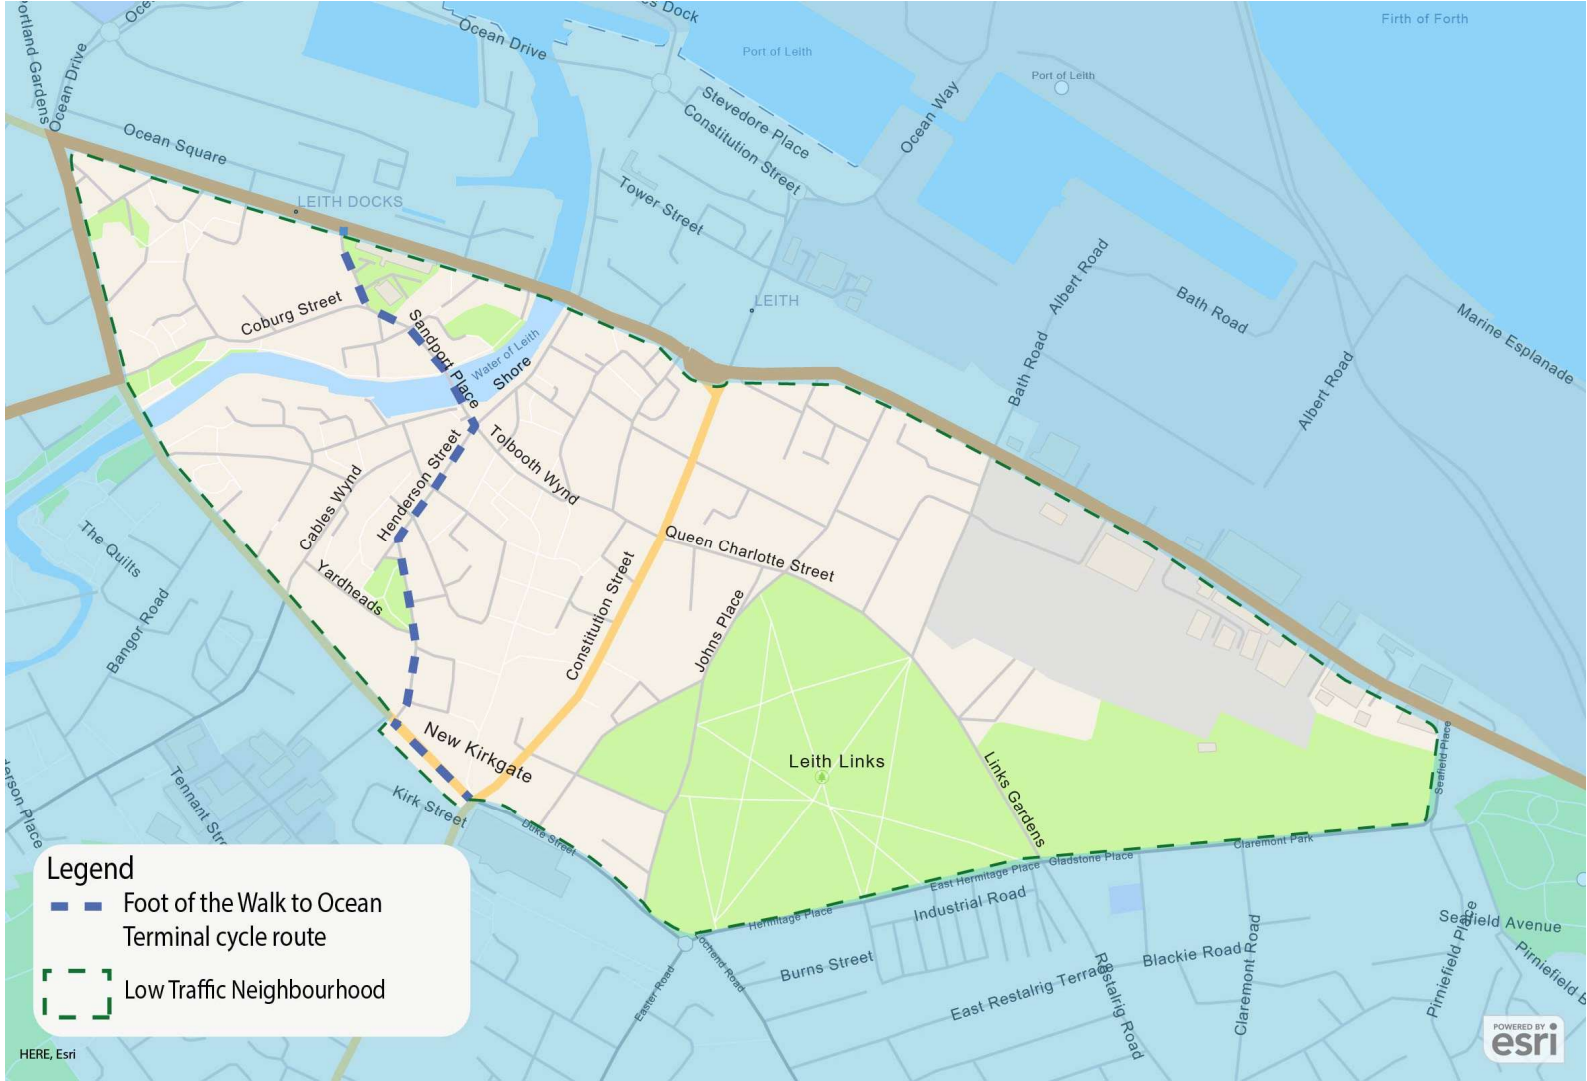 Portland Gardens
Ocean Drive
Ocean Drive
Firth of Forth
Port of Leith
Port of Leith
Ocean Way
Stevedore Place
Constitution Street
Ocean Square
LEITH DOCKS
Tower Street
Albert Road
Bath Road
LEITH
Marine Esplanade
Coburg Street
Sandport Place
Water of Leith
Shore
Bath Road
Albert Road
Tolbooth Wynd
Henderson Street
Cables Wynd
The Quilts
Yardheads
Queen Charlotte Street
Constitution Street
Johns Place
Bangor Road
New Kirkgate
Leith Links
Links Gardens
Seafield Place
Tennant
Kirk Street
Duke Street
Claremont Park
Gladstone Place
East Hermitage Place
Hermitage Place
Industrial Road
Seafield Avenue
Lochend Road
Easter Road
Burns Street
East Restalrig Terrace
Restalrig Road
Blackie Road
Claremont Road
Pirniefield Place
Legend
Foot of the Walk to Ocean
Terminal cycle route
Low Traffic Neighbourhood
HERE, Esri
POWERED BY
esri